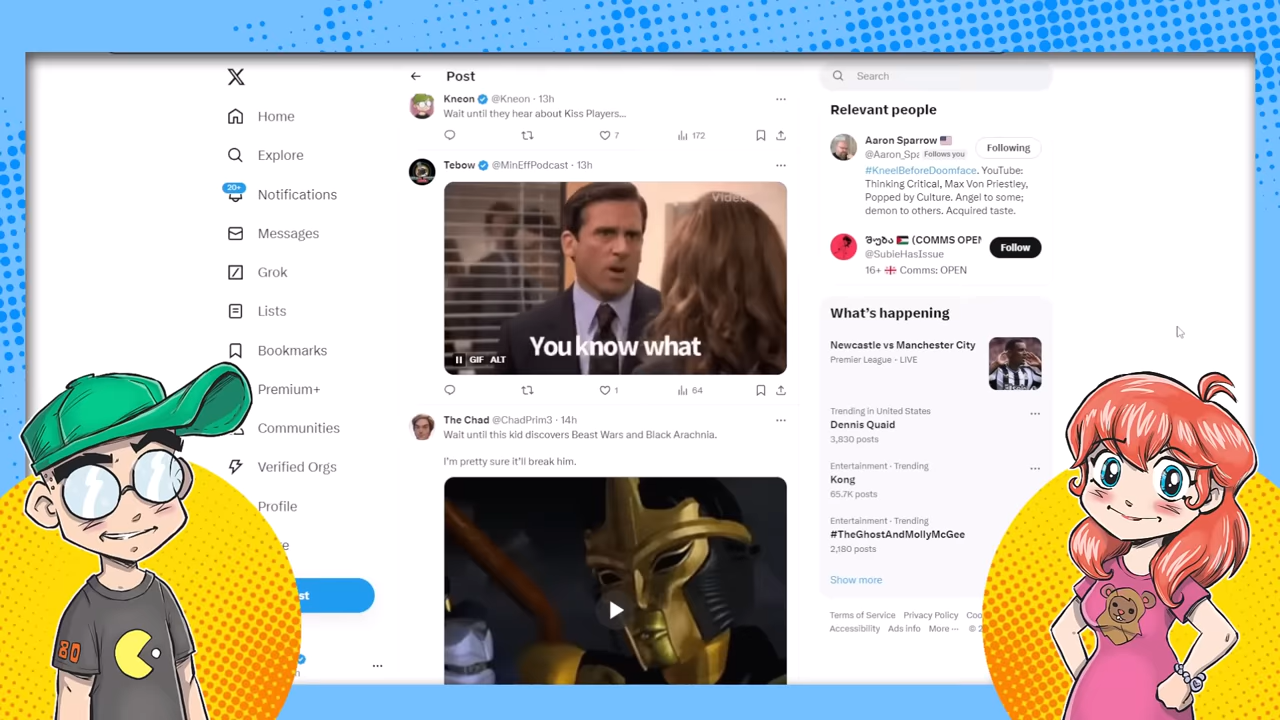 Home
Explore
20+
Notifications
Messages
Grok
Lists
Bookmarks
Premium+
Communities
Verified Orgs
Profile
Post
Kneon @Kneon · 13h
Wait until they hear about Kiss Players...
7
172
Tebow @MinEffPodcast · 13h
Video
You know what
GIF ALT
1
64
The Chad @ChadPrim3 · 14h
Wait until this kid discovers Beast Wars and Black Arachnia.
I'm pretty sure it'll break him.
Search
Relevant people
Aaron Sparrow
Following
@Aaron_Spa Follows you
#KneelBeforeDoomface. YouTube:
Thinking Critical, Max Von Priestley,
Popped by Culture. Angel to some;
demon to others. Acquired taste.
შუბა (COMMS OPEN
Follow
@SubieHasIssue
16+ Comms: OPEN
What's happening
Newcastle vs Manchester City
Premier League · LIVE
Trending in United States
Dennis Quaid
3,830 posts
Entertainment · Trending
Kong
65.7K posts
Entertainment · Trending
#TheGhostAndMollyMcGee
2,180 posts
Show more
Terms of Service Privacy Policy
Accessibility Ads info More ··· ©
80